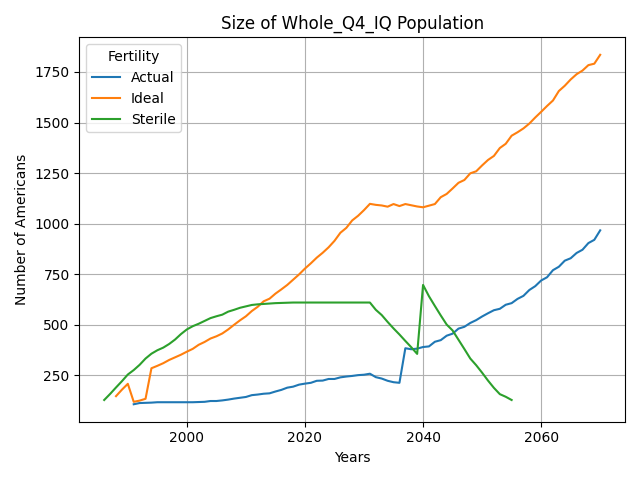 Size of Whole_Q4_IQ Population
Fertility
Actual
Ideal
Sterile
Number of Americans
1750
1500
1250
1000
750
500
250
2000
2020
2040
2060
Years